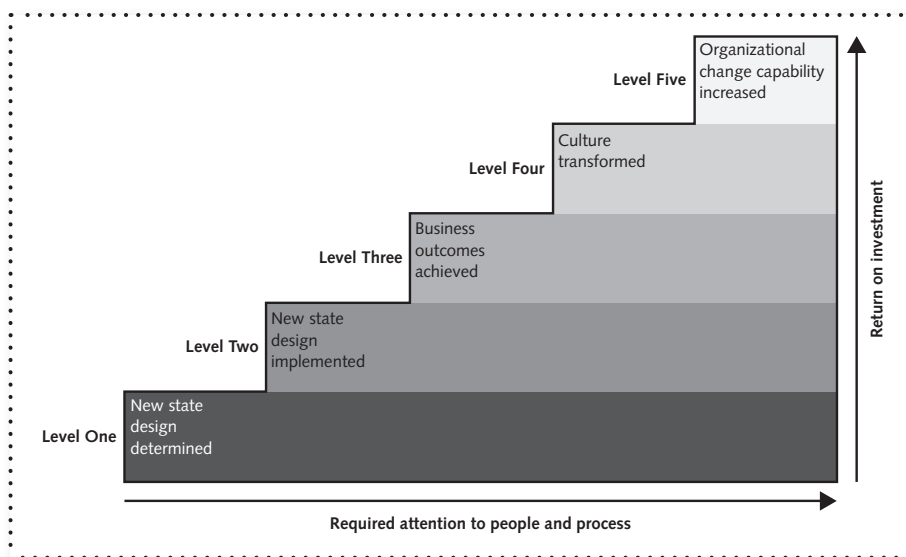 Level Five
Organizational
change capability
increased
Level Four
Culture
transformed
Level Three
Business
outcomes
achieved
Level Two
New state
design
implemented
Level One
New state
design
determined
Return on investment
Required attention to people and process